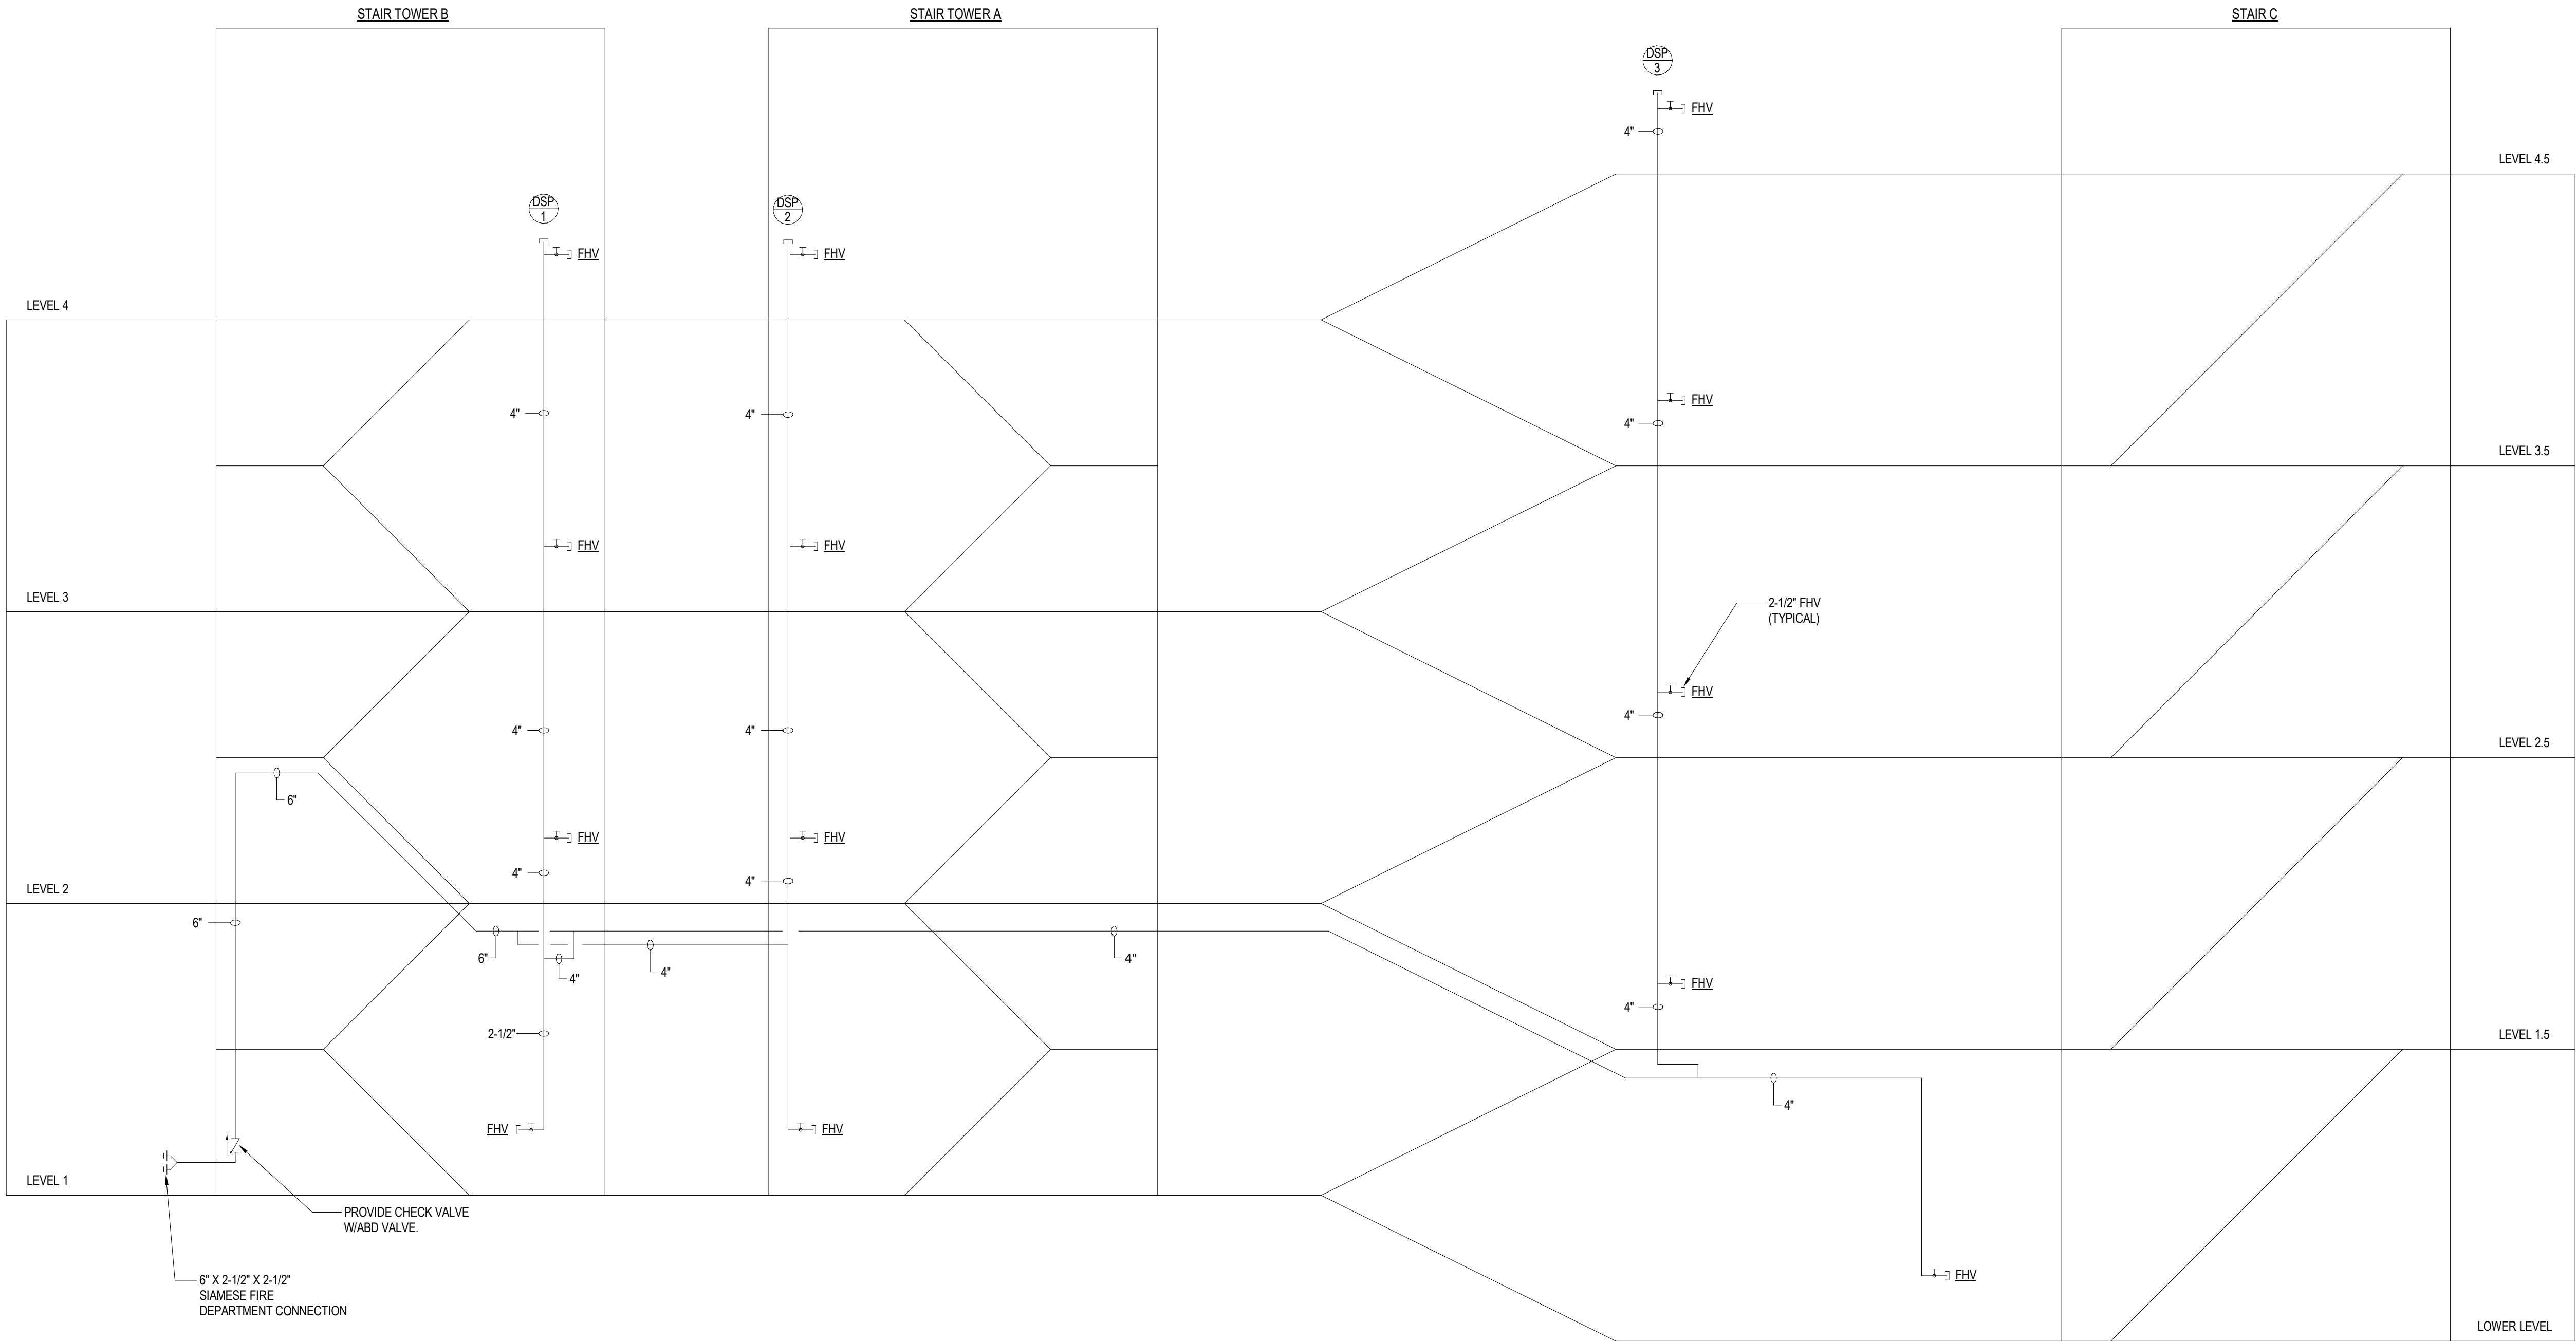 STAIR TOWER B
STAIR TOWER A
STAIR C
DSP
3
FHV
4"
LEVEL 4.5
DSP
1
DSP
2
FHV
FHV
LEVEL 4
FHV
4"
4"
4"
LEVEL 3.5
FHV
FHV
LEVEL 3
2-1/2" FHV
(TYPICAL)
FHV
4"
4"
4"
LEVEL 2.5
6"
FHV
FHV
4"
4"
LEVEL 2
6"
6"
4"
4"
4"
FHV
4"
2-1/2"
LEVEL 1.5
4"
FHV
FHV
LEVEL 1
PROVIDE CHECK VALVE
W/ABD VALVE.
FHV
6" X 2-1/2" X 2-1/2"
SIAMESE FIRE
DEPARTMENT CONNECTION
LOWER LEVEL